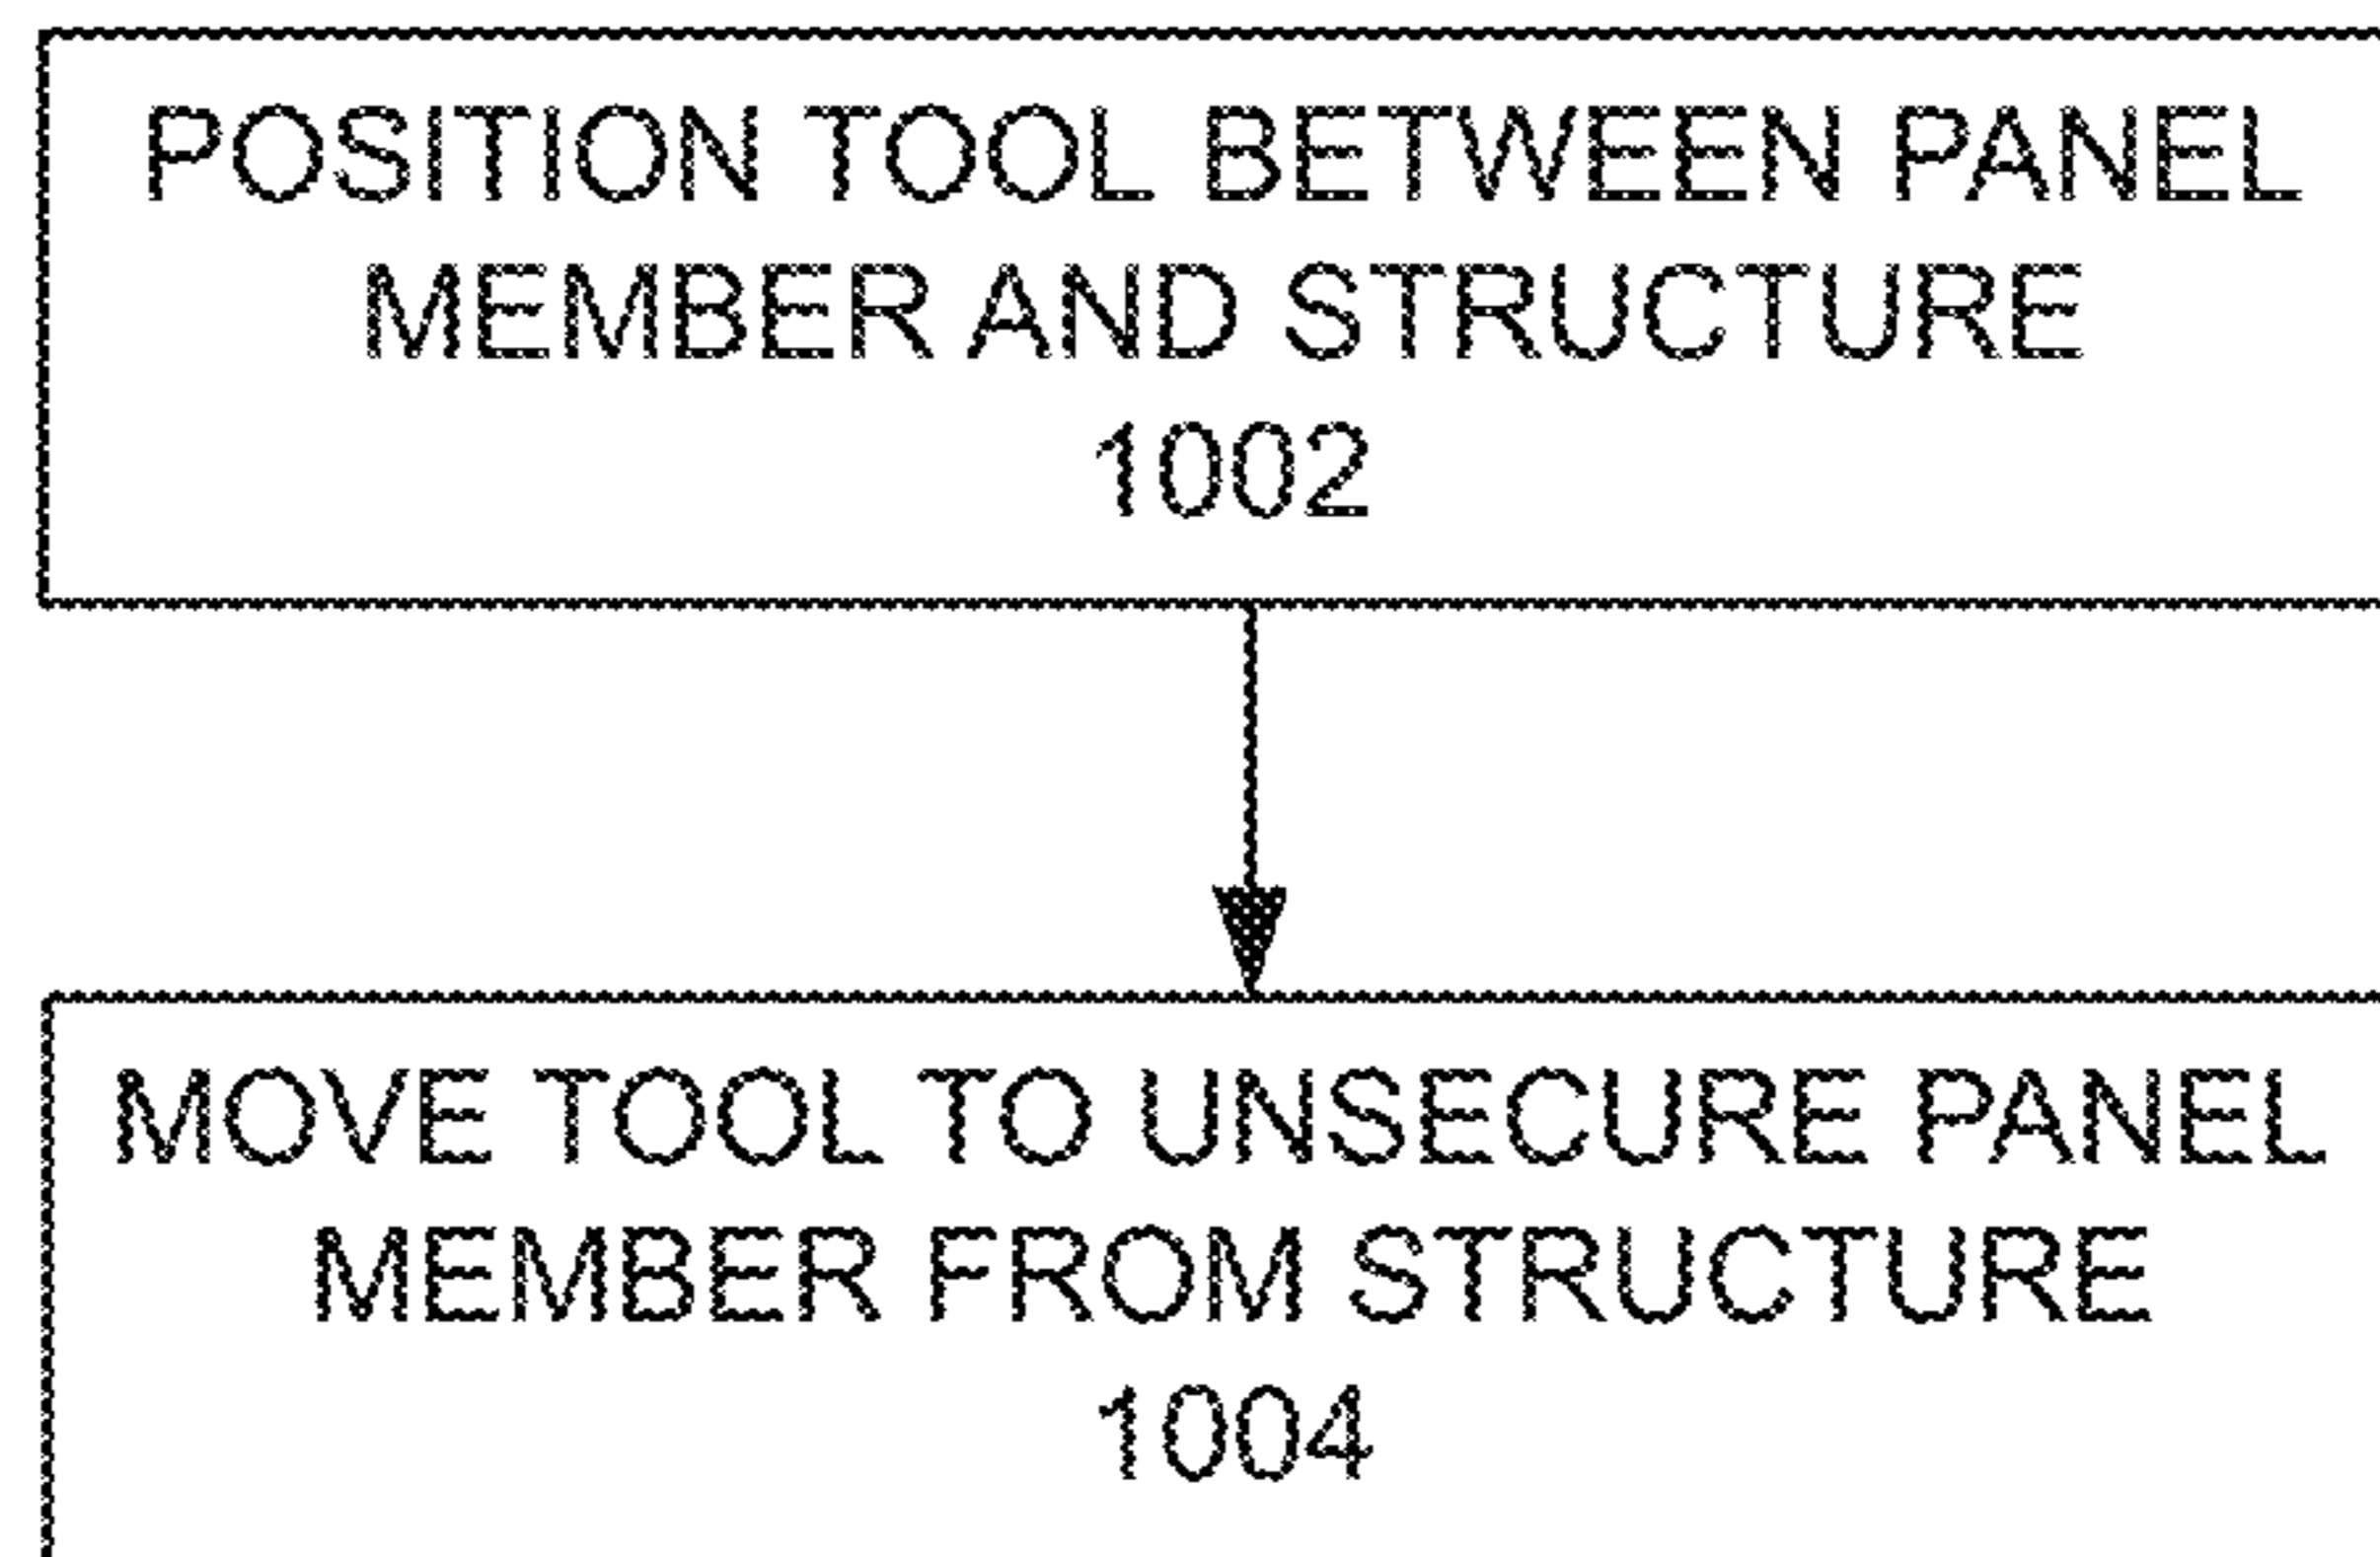 POSITION TOOL BETWEEN PANEL
MEMBER AND STRUCTURE
1002
MOVE TOOL TO UNSECURE PANEL
MEMBER FROM STRUCTURE
1004